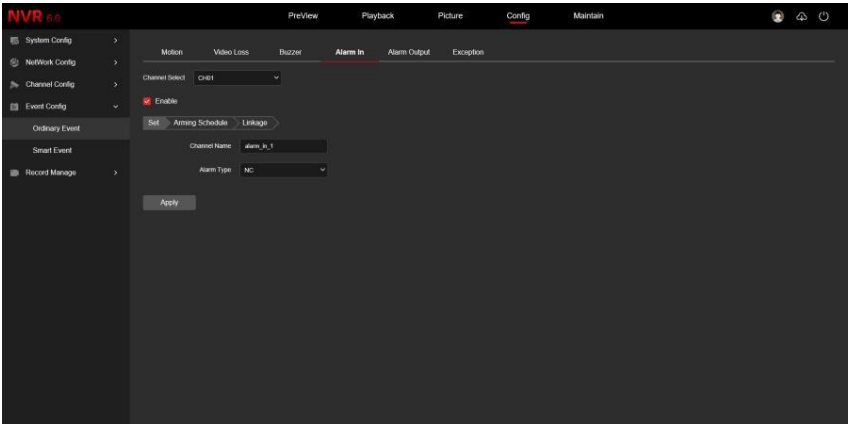 NVR 6.0 PreView Playback Picture Config Maintain
System Config
NetWork Config
Channel Config
Event Config
Ordinary Event
Smart Event
Record Manage
Motion Video Loss Buzzer Alarm In Alarm Output Exception
Channel Select CH01
Enable
Set Arming Schedule Linkage
Channel Name alarm_in_1
Alarm Type NC
Apply